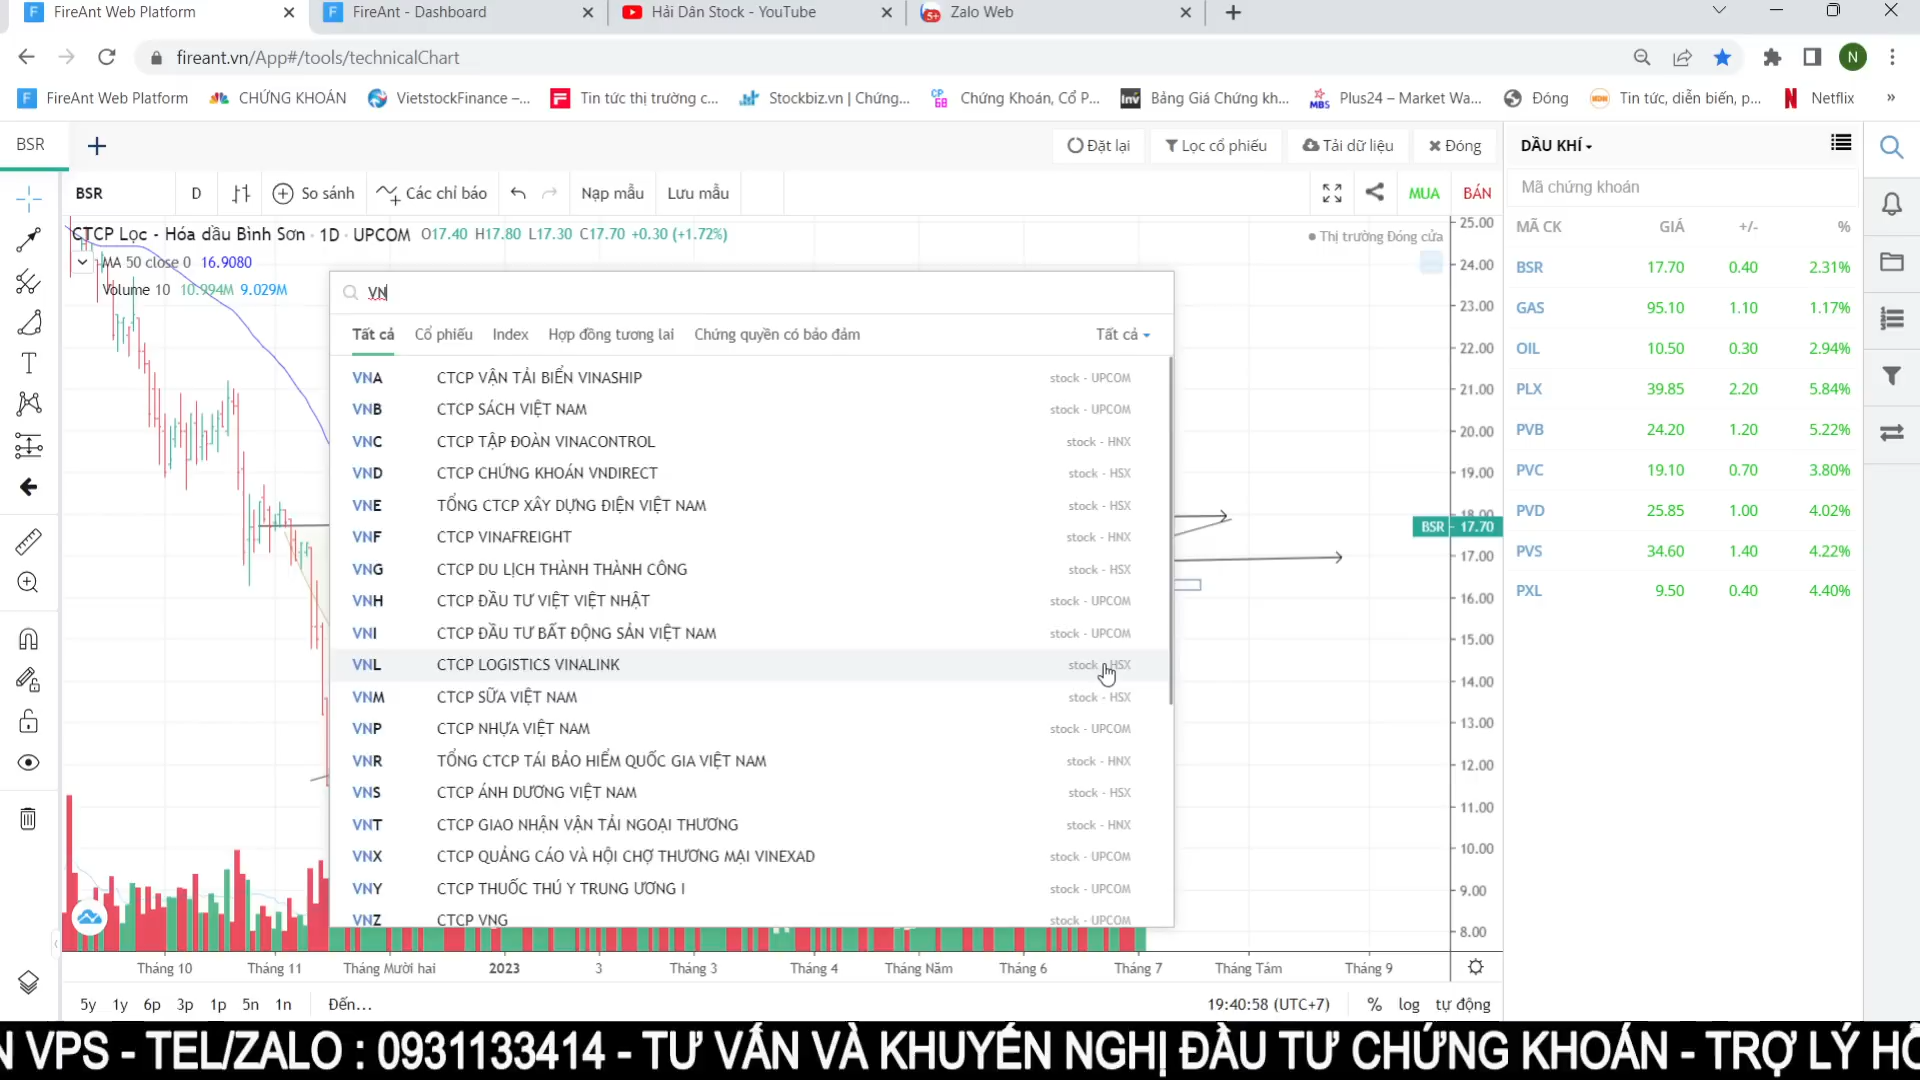 FireAnt Web Platform
FireAnt - Dashboard
Hải Dân Stock - YouTube
Zalo Web
fireant.vn/App#/tools/technicalChart
N
FireAnt Web Platform
CHỨNG KHOÁN
VietstockFinance –...
Tin tức thị trường c...
Stockbiz.vn | Chứng...
Chứng Khoán, Cổ P...
Bảng Giá Chứng kh...
Plus24 – Market Wa...
Đóng
Tin tức, diễn biến, p...
Netflix
BSR
Đặt lại
Lọc cổ phiếu
Tải dữ liệu
Đóng
DẦU KHÍ
BSR
D
So sánh
Các chỉ báo
Nạp mẫu
Lưu mẫu
MUA
BÁN
Mã chứng khoán
CTCP Lọc - Hóa dầu Bình Sơn · 1D · UPCOM O17.40 H17.80 L17.30 C17.70 +0.30 (+1.72%)
Thị trường Đóng cửa
MA 50 close 0 16.9080
Volume 10 10.994M 9.029M
VN
Tất cả
Cổ phiếu
Index
Hợp đồng tương lai
Chứng quyền có bảo đảm
Tất cả
VNA CTCP VẬN TẢI BIỂN VINASHIP stock - UPCOM
VNB CTCP SÁCH VIỆT NAM stock - UPCOM
VNC CTCP TẬP ĐOÀN VINACONTROL stock - HNX
VND CTCP CHỨNG KHOÁN VNDIRECT stock - HSX
VNE TỔNG CTCP XÂY DỰNG ĐIỆN VIỆT NAM stock - HSX
VNF CTCP VINAFREIGHT stock - HNX
VNG CTCP DU LỊCH THÀNH THÀNH CÔNG stock - HSX
VNH CTCP ĐẦU TƯ VIỆT VIỆT NHẬT stock - UPCOM
VNI CTCP ĐẦU TƯ BẤT ĐỘNG SẢN VIỆT NAM stock - UPCOM
VNL CTCP LOGISTICS VINALINK stock - HSX
VNM CTCP SỮA VIỆT NAM stock - HSX
VNP CTCP NHỰA VIỆT NAM stock - UPCOM
VNR TỔNG CTCP TÁI BẢO HIỂM QUỐC GIA VIỆT NAM stock - HNX
VNS CTCP ÁNH DƯƠNG VIỆT NAM stock - HSX
VNT CTCP GIAO NHẬN VẬN TẢI NGOẠI THƯƠNG stock - HNX
VNX CTCP QUẢNG CÁO VÀ HỘI CHỢ THƯƠNG MẠI VINEXAD stock - UPCOM
VNY CTCP THUỐC THÚ Y TRUNG ƯƠNG I stock - UPCOM
VNZ CTCP VNG stock - UPCOM
25.00
24.00
23.00
22.00
21.00
20.00
19.00
18.00
BSR - 17.70
17.00
16.00
15.00
14.00
13.00
12.00
11.00
10.00
9.00
8.00
MÃ CK GIÁ +/- %
BSR 17.70 0.40 2.31%
GAS 95.10 1.10 1.17%
OIL 10.50 0.30 2.94%
PLX 39.85 2.20 5.84%
PVB 24.20 1.20 5.22%
PVC 19.10 0.70 3.80%
PVD 25.85 1.00 4.02%
PVS 34.60 1.40 4.22%
PXL 9.50 0.40 4.40%
Tháng 10 Tháng 11 Tháng Mười hai 2023 3 Tháng 3 Tháng 4 Tháng Năm Tháng 6 Tháng 7 Tháng Tám Tháng 9
5y 1y 6p 3p 1p 5n 1n Đến... 19:40:58 (UTC+7) % log tự động
N VPS - TEL/ZALO : 0931133414 - TƯ VẤN VÀ KHUYẾN NGHỊ ĐẦU TƯ CHỨNG KHOÁN - TRỢ LÝ HỖ